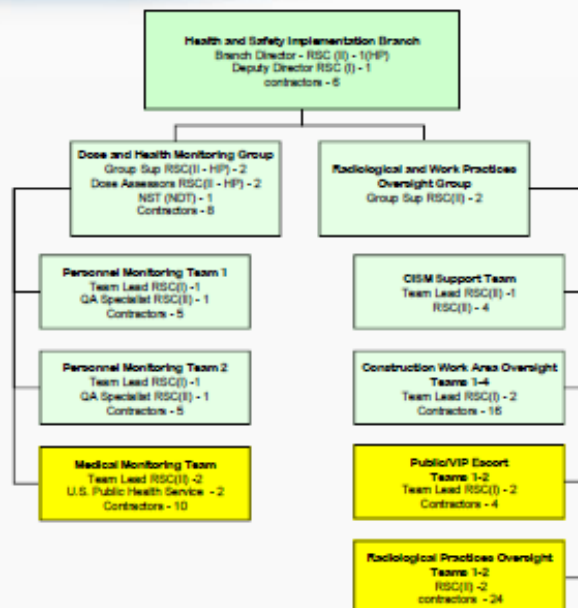 Health and Safety Implementation Branch
Branch Director - RSC (II) - 1(HP)
Deputy Director RSC (I) - 1
contractors - 6
Dose and Health Monitoring Group
Group Sup RSC(II - HP) - 2
Dose Assessors RSC(II - HP) - 2
NST (NDT) - 1
Contractors - 8
Radiological and Work Practices
Oversight Group
Group Sup RSC(II) - 2
Personnel Monitoring Team 1
Team Lead RSC(I) -1
QA Specialist RSC(II) - 1
Contractors - 5
CISM Support Team
Team Lead RSC(II) -1
RSC(II) - 4
Personnel Monitoring Team 2
Team Lead RSC(I) -1
QA Specialist RSC(II) - 1
Contractors - 5
Construction Work Area Oversight
Teams 1-4
Team Lead RSC(I) - 2
Contractors - 16
Medical Monitoring Team
Team Lead RSC(II) -2
U.S. Public Health Service - 2
Contractors - 10
Public/VIP Escort
Teams 1-2
Team Lead RSC(I) - 2
Contractors - 4
Radiological Practices Oversight
Teams 1-2
RSC(II) -2
contractors - 24